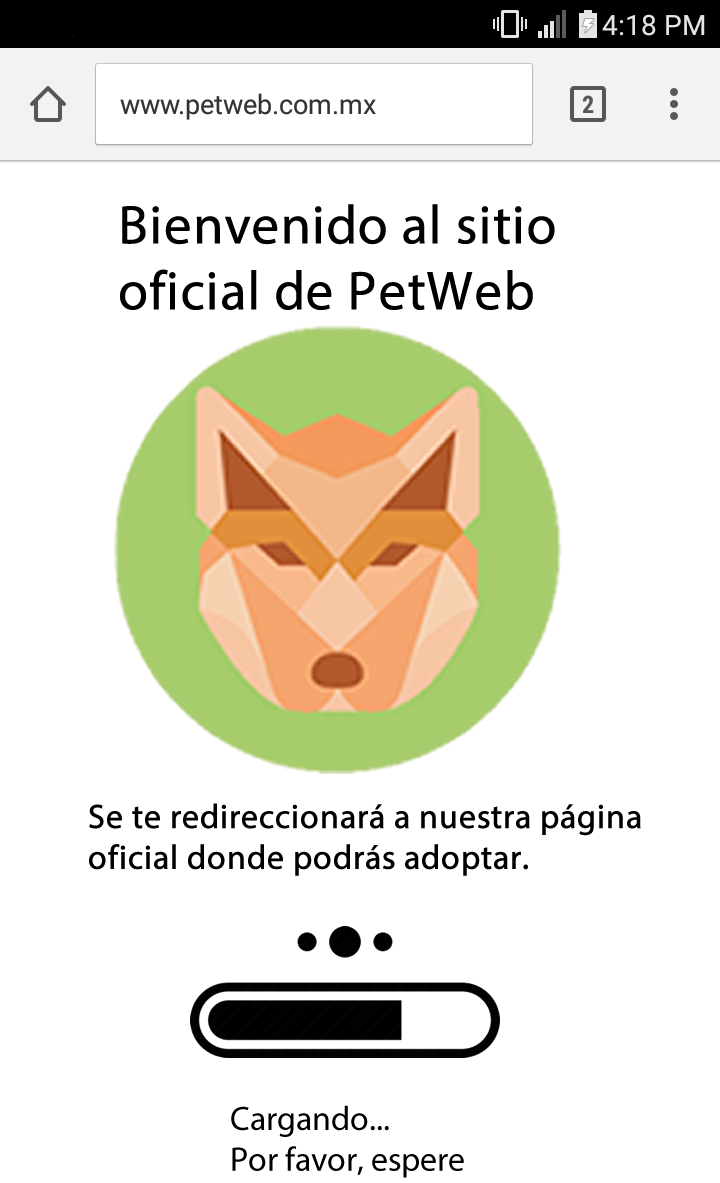 4:18 PM
www.petweb.com.mx
2
Bienvenido al sitio
oficial de PetWeb
Se te redireccionará a nuestra página
oficial donde podrás adoptar.
Cargando...
Por favor, espere